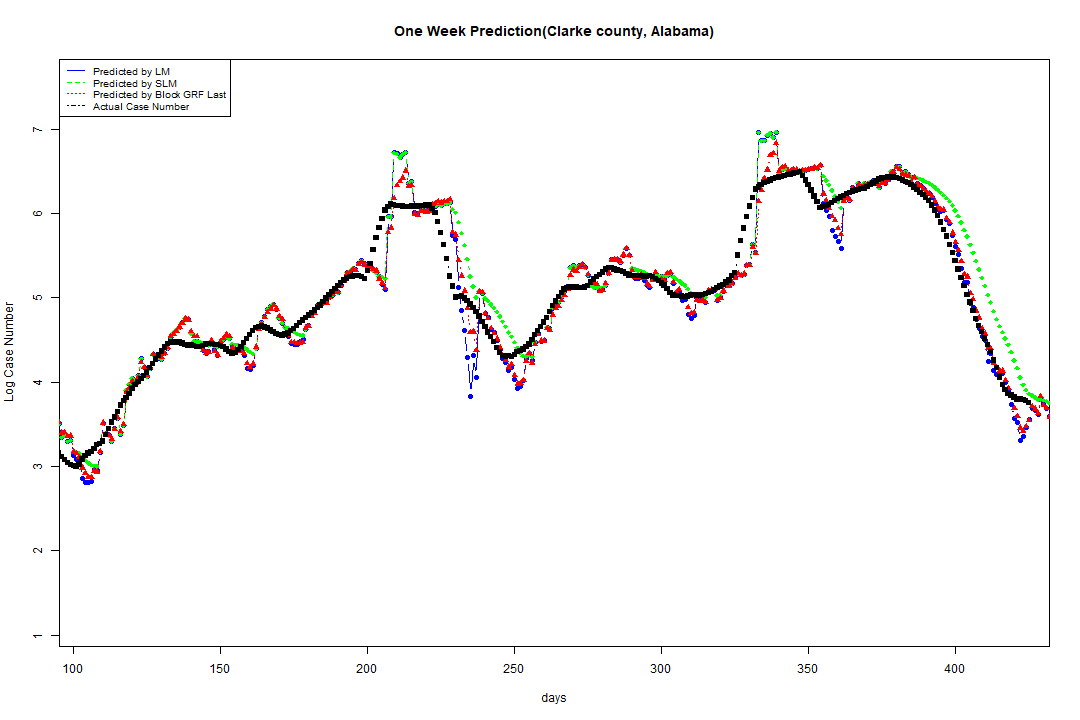 One Week Prediction(Clarke county, Alabama)
Predicted by LM
Predicted by SLM
Predicted by Block GRF Last
Actual Case Number
7
6
5
4
3
2
1
Log Case Number
100 150 200 250 300 350 400
days